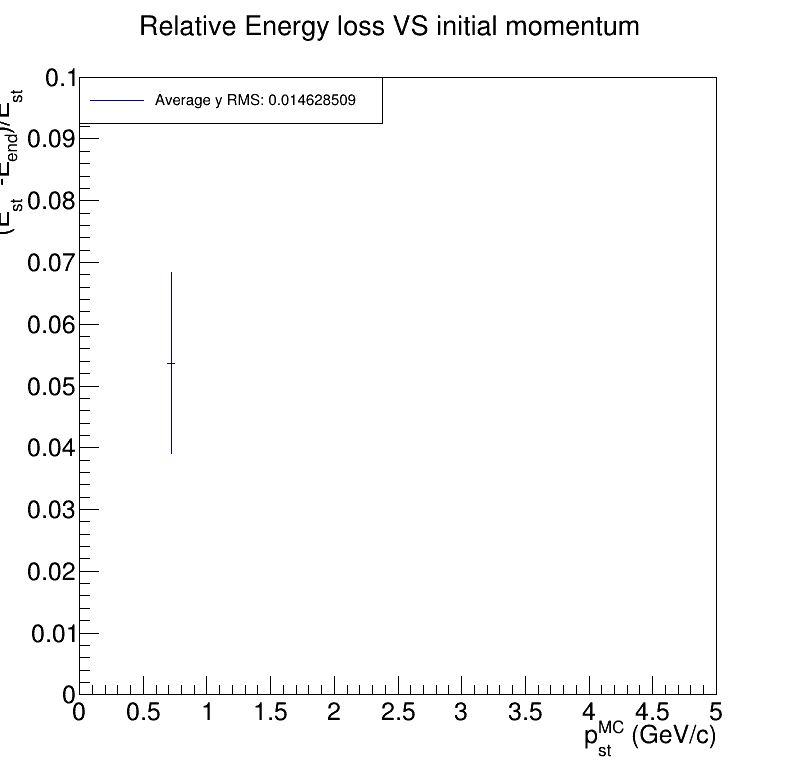 Relative Energy loss VS initial momentum
Average y RMS: 0.014628509
(E_st -E_end)/E_st
0.1
0.09
0.08
0.07
0.06
0.05
0.04
0.03
0.02
0.01
0
0 0.5 1 1.5 2 2.5 3 3.5 4 4.5 5
p_st^MC (GeV/c)